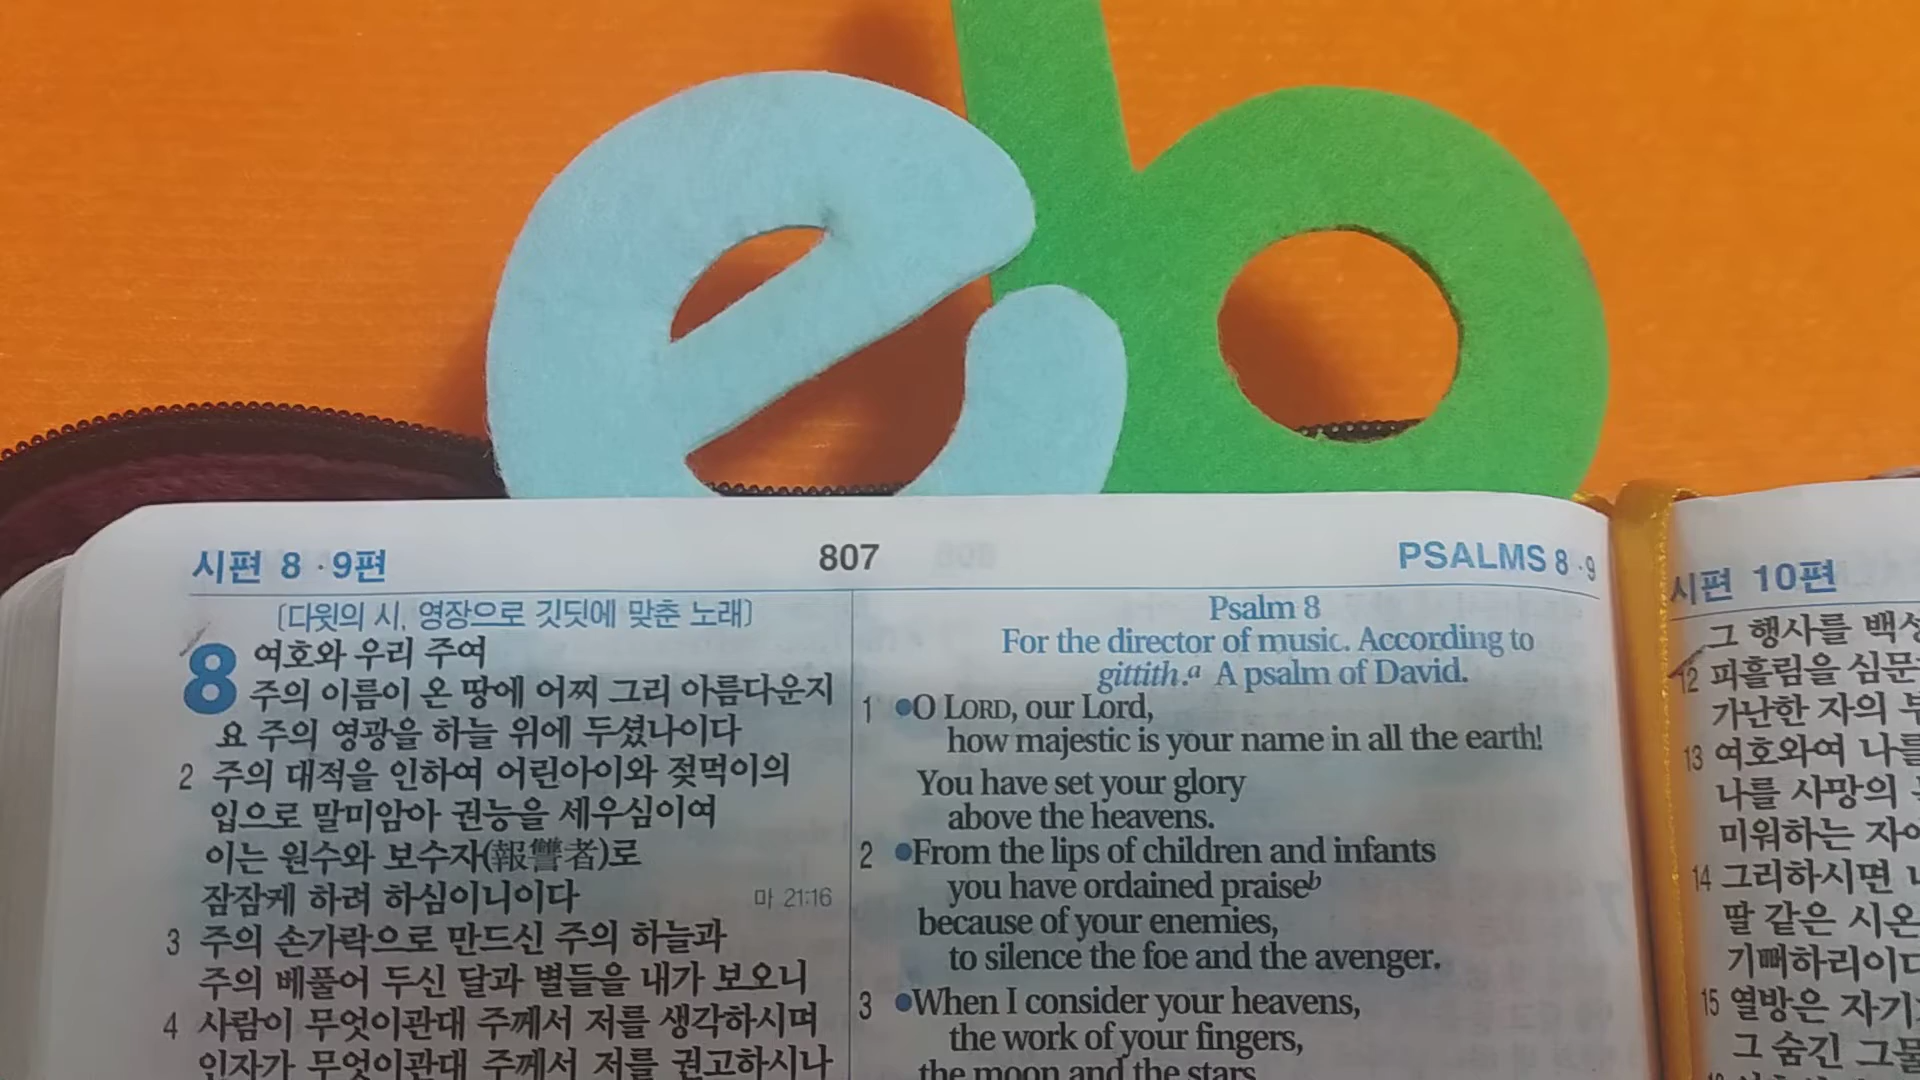 eb
시편 8·9편
807
PSALMS 8·9
〔다윗의 시, 영장으로 깃딧에 맞춘 노래〕
8 여호와 우리 주여
주의 이름이 온 땅에 어찌 그리 아름다운지
요 주의 영광을 하늘 위에 두셨나이다
2 주의 대적을 인하여 어린아이와 젖먹이의
입으로 말미암아 권능을 세우심이여
이는 원수와 보수자(報讐者)로
잠잠케 하려 하심이니이다 마 21:16
3 주의 손가락으로 만드신 주의 하늘과
주의 베풀어 두신 달과 별들을 내가 보오니
4 사람이 무엇이관대 주께서 저를 생각하시며
인자가 무엇이관대 주께서 저를 권고하시나
Psalm 8
For the director of music. According to
gittith.a A psalm of David.
1 ●O LORD, our Lord,
how majestic is your name in all the earth!
You have set your glory
above the heavens.
2 ●From the lips of children and infants
you have ordained praiseb
because of your enemies,
to silence the foe and the avenger.
3 ●When I consider your heavens,
the work of your fingers,
the moon and the stars
시편 10편
그 행사를
12 피흘림을
가난한 자의
13 여호와여
나를 사망의
미워하는
14 그리하시면
딸 같은
기뻐하리이다
15 열방은
그 숨긴